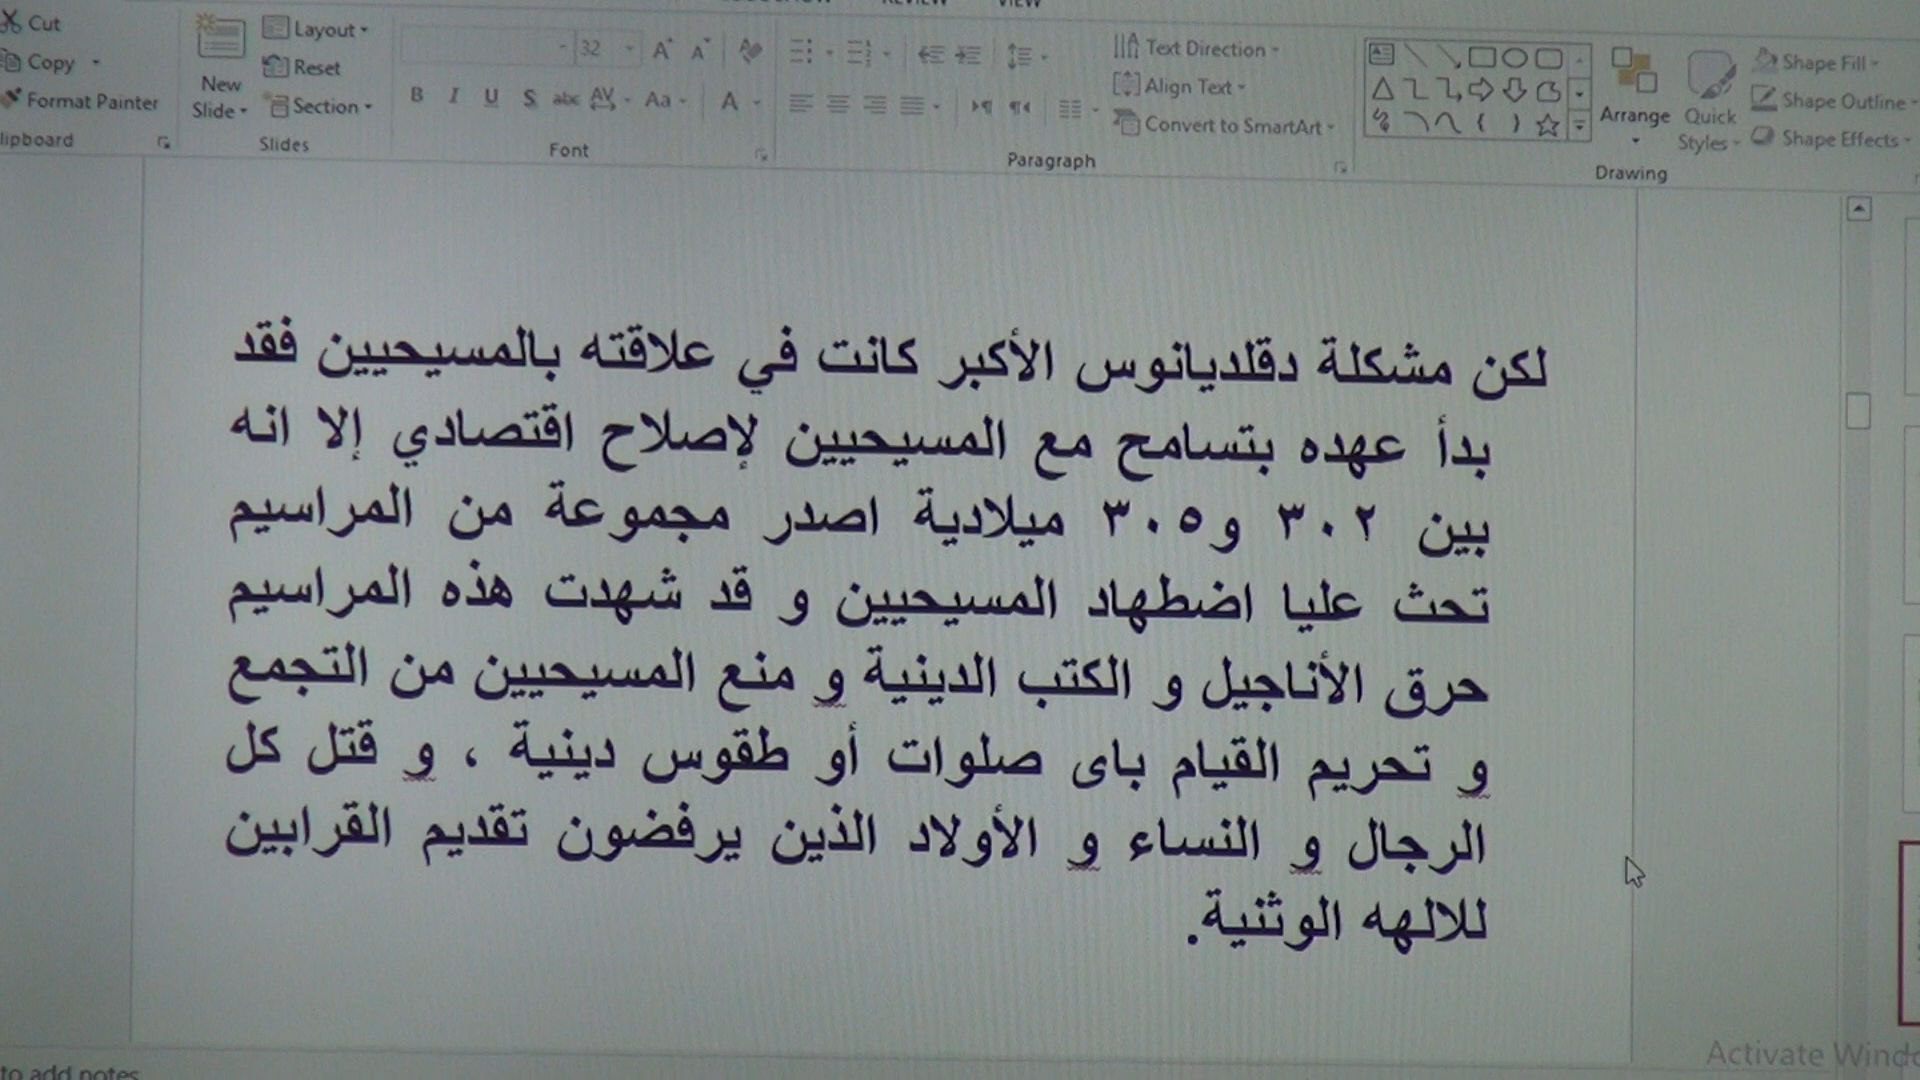 VIEW
Cut
Copy
Format Painter
New Slide
Layout
Reset
Section
Slides
32
Font
Text Direction
Align Text
Convert to SmartArt
Paragraph
Arrange
Quick Styles
Shape Fill
Shape Outline
Shape Effects
Drawing
لكن مشكلة دقلديانوس الأكبر كانت في علاقته بالمسيحيين فقد
بدأ عهده بتسامح مع المسيحيين لإصلاح اقتصادي إلا انه
بين ٣٠٢ و٣٠٥ ميلادية اصدر مجموعة من المراسيم
تحث عليا اضطهاد المسيحيين و قد شهدت هذه المراسيم
حرق الأناجيل و الكتب الدينية و منع المسيحيين من التجمع
و تحريم القيام باى صلوات أو طقوس دينية ، و قتل كل
الرجال و النساء و الأولاد الذين يرفضون تقديم القرابين
للالهه الوثنية.
to add notes
Activate